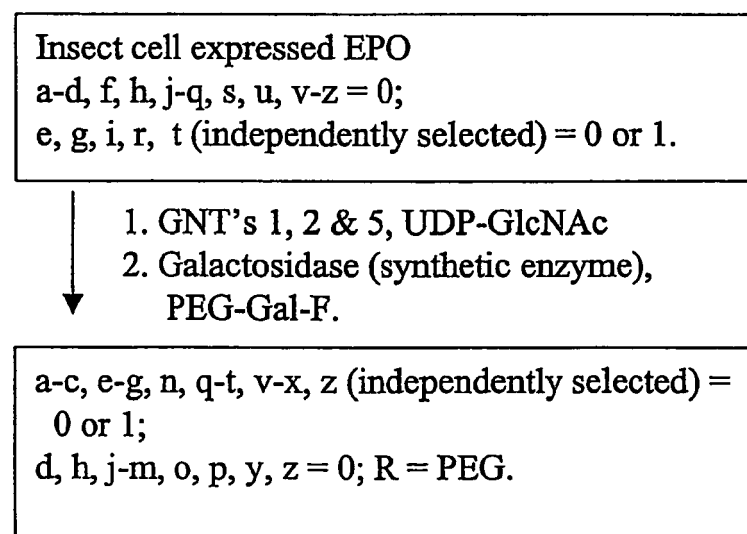 Insect cell expressed EPO
a-d, f, h, j-q, s, u, v-z = 0;
e, g, i, r, t (independently selected) = 0 or 1.
1. GNT's 1, 2 & 5, UDP-GlcNAc
2. Galactosidase (synthetic enzyme),
PEG-Gal-F.
a-c, e-g, n, q-t, v-x, z (independently selected) =
0 or 1;
d, h, j-m, o, p, y, z = 0; R = PEG.